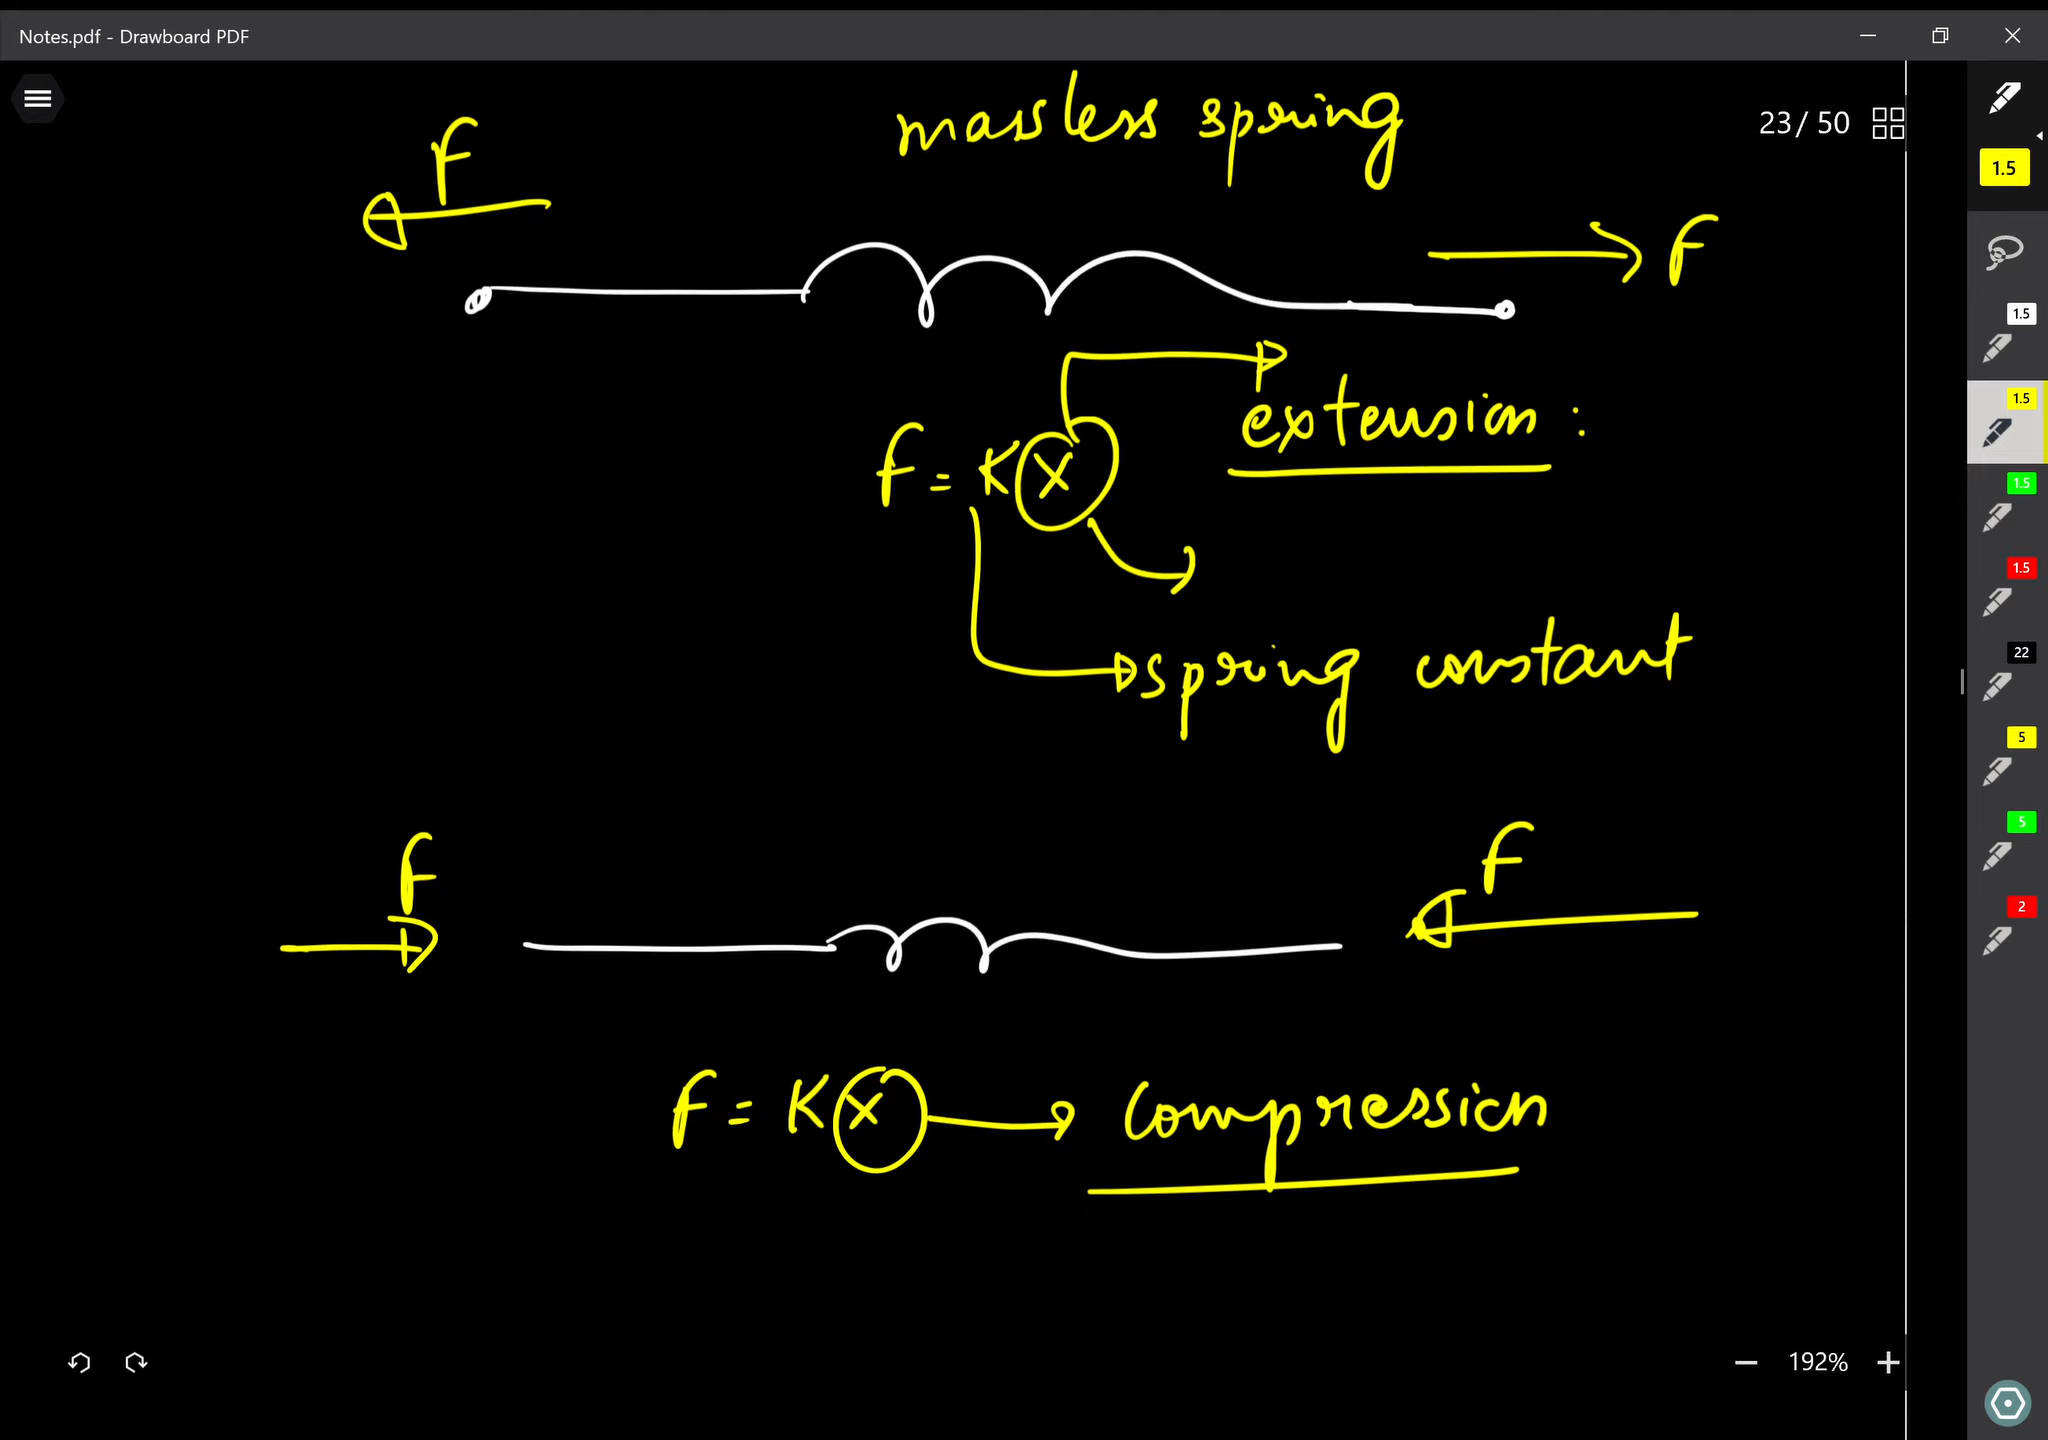 Notes.pdf - Drawboard PDF
massless spring
23/ 50
1.5
F
F
1.5
extension :
1.5
F = Kx
1.5
1.5
spring constant
22
5
F
F
5
2
F = Kx
Compression
192%